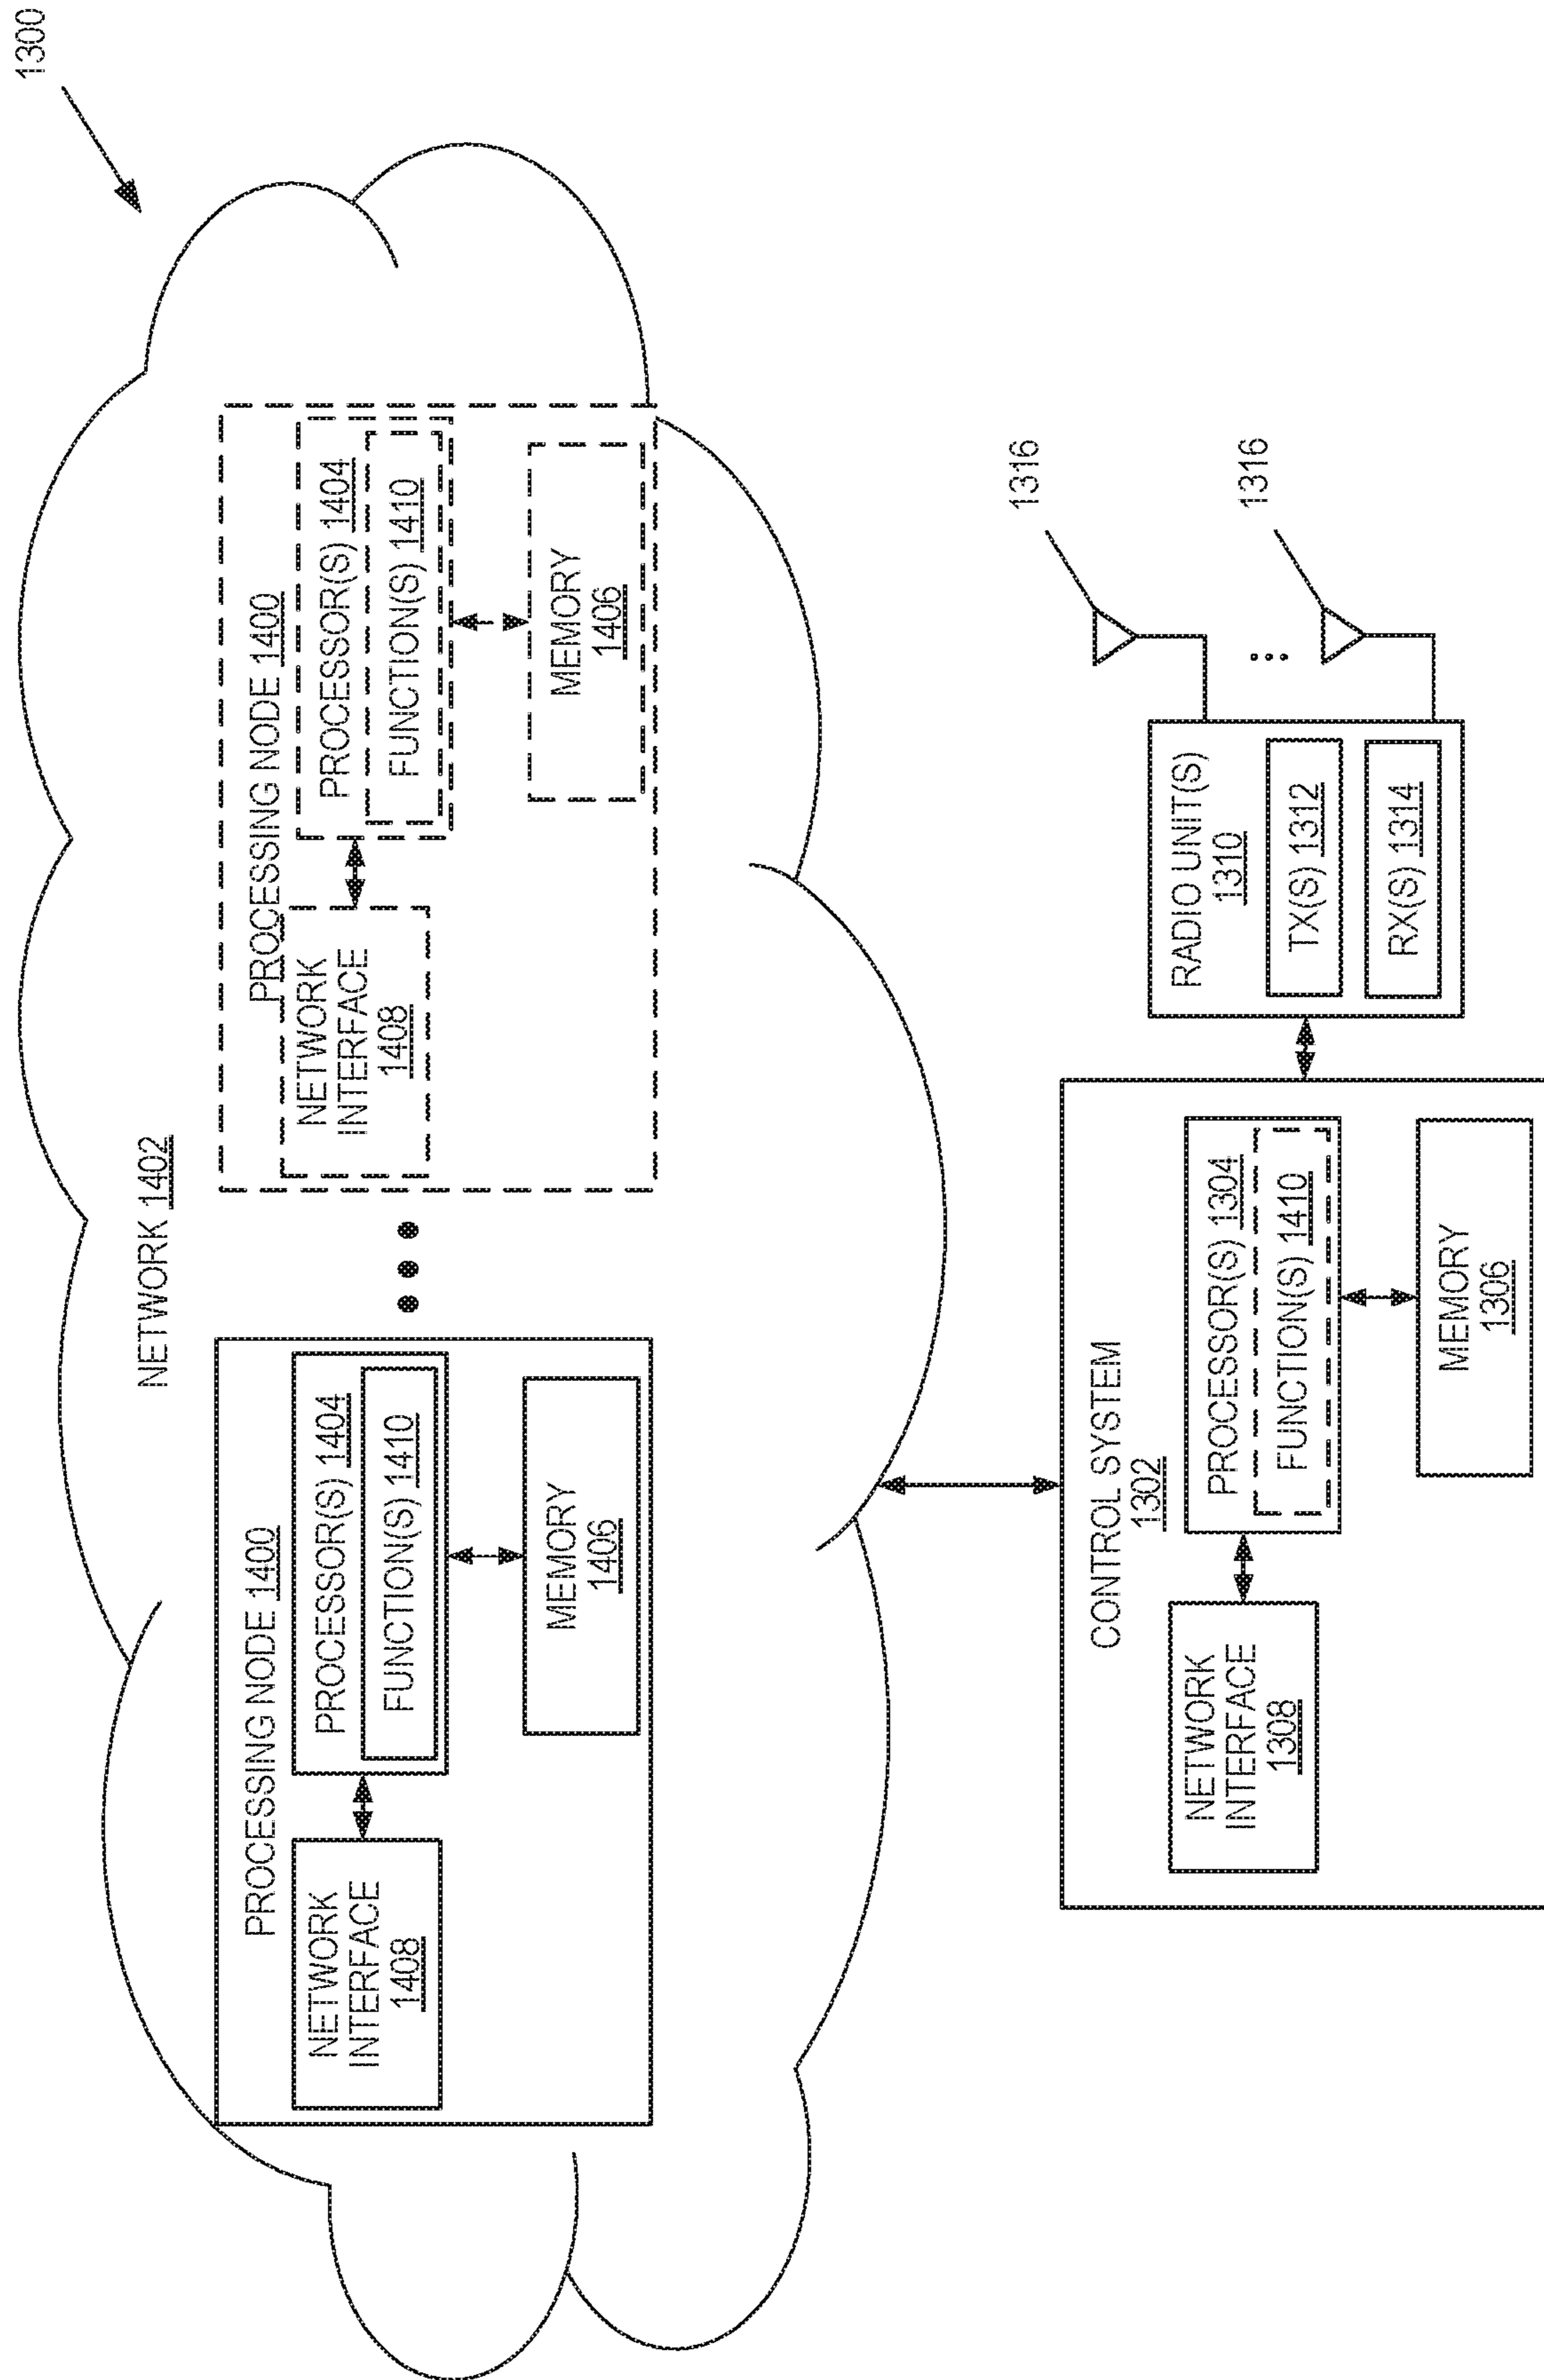 1300
NETWORK 1402
PROCESSING NODE 1400
NETWORK
INTERFACE
1408
PROCESSOR(S) 1404
FUNCTION(S) 1410
MEMORY
1406
PROCESSING NODE 1400
NETWORK
INTERFACE
1408
PROCESSOR(S) 1404
FUNCTION(S) 1410
MEMORY
1406
CONTROL SYSTEM
1302
NETWORK
INTERFACE
1308
PROCESSOR(S) 1304
FUNCTION(S) 1410
MEMORY
1306
RADIO UNIT(S)
1310
TX(S) 1312
RX(S) 1314
1316
1316